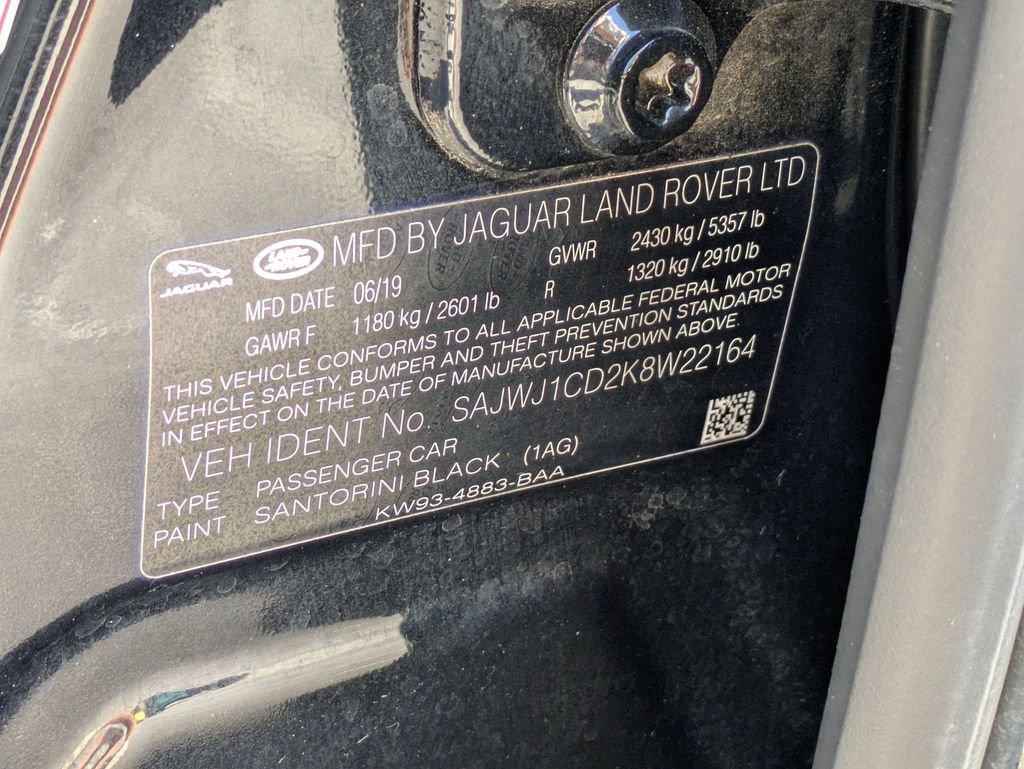 MFD BY JAGUAR LAND ROVER LTD
JAGUAR
LAND ROVER
MFD DATE 06/19 GVWR 2430 kg / 5357 lb
GAWR F 1180 kg / 2601 lb R 1320 kg / 2910 lb
THIS VEHICLE CONFORMS TO ALL APPLICABLE FEDERAL MOTOR
VEHICLE SAFETY, BUMPER AND THEFT PREVENTION STANDARDS
IN EFFECT ON THE DATE OF MANUFACTURE SHOWN ABOVE.
VEH IDENT No. SAJWJ1CD2K8W22164
TYPE PASSENGER CAR
PAINT SANTORINI BLACK (1AG)
KW93-4883-BAA